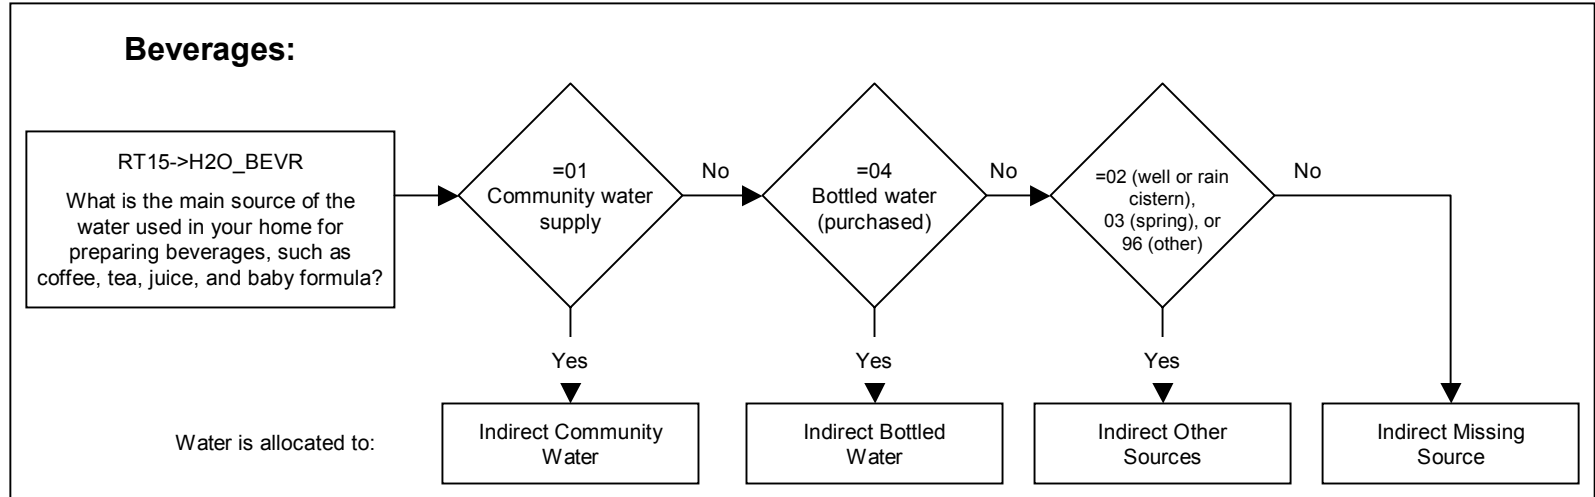 Beverages:
RT15->H2O_BEVR
What is the main source of the
water used in your home for
preparing beverages, such as
coffee, tea, juice, and baby formula?
=01
Community water
supply
No
=04
Bottled water
(purchased)
No
=02 (well or rain
cistern),
03 (spring), or
96 (other)
No
Yes
Yes
Yes
Water is allocated to:
Indirect Community
Water
Indirect Bottled
Water
Indirect Other
Sources
Indirect Missing
Source